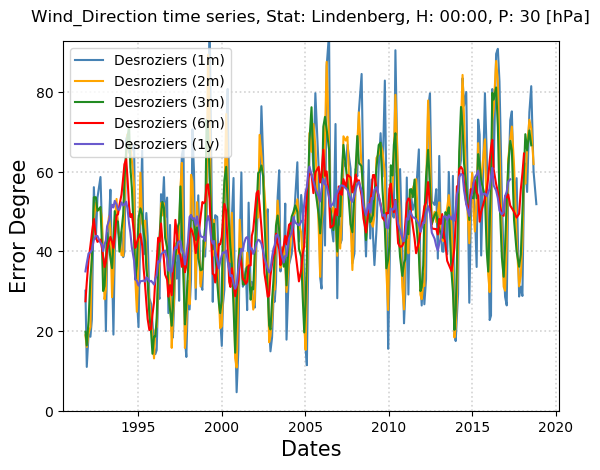 Wind_Direction time series, Stat: Lindenberg, H: 00:00, P: 30 [hPa]
Desroziers (1m)
Desroziers (2m)
Desroziers (3m)
Desroziers (6m)
Desroziers (1y)
Error Degree
80
60
40
20
0
1995
2000
2005
2010
2015
2020
Dates